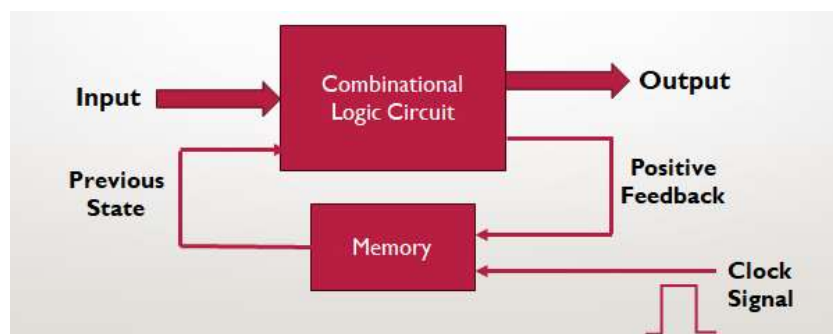 Input
Combinational
Logic Circuit
Output
Previous
State
Positive
Feedback
Memory
Clock
Signal